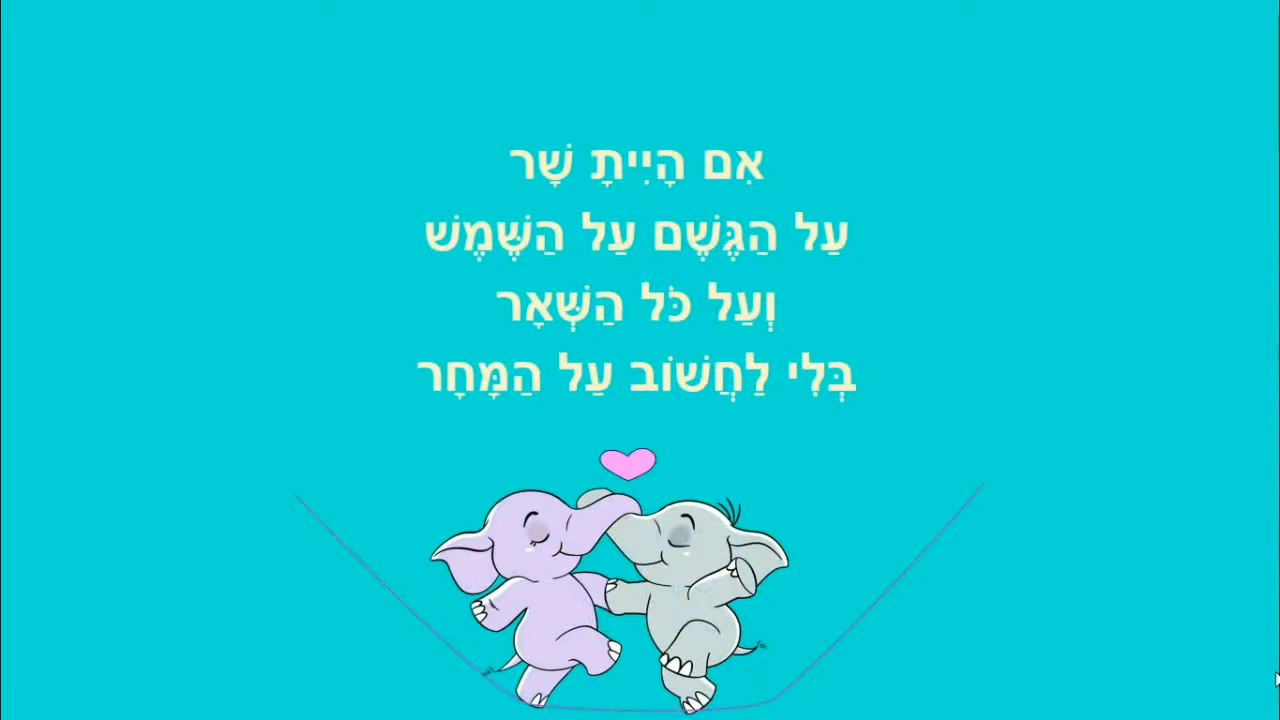 אִם הָיִיתָ שָׁר
עַל הַגֶּשֶׁם עַל הַשֶּׁמֶשׁ
וְעַל כֹּל הַשְּׁאָר
בְּלִי לַחֲשׁוֹב עַל הַמָּחָר